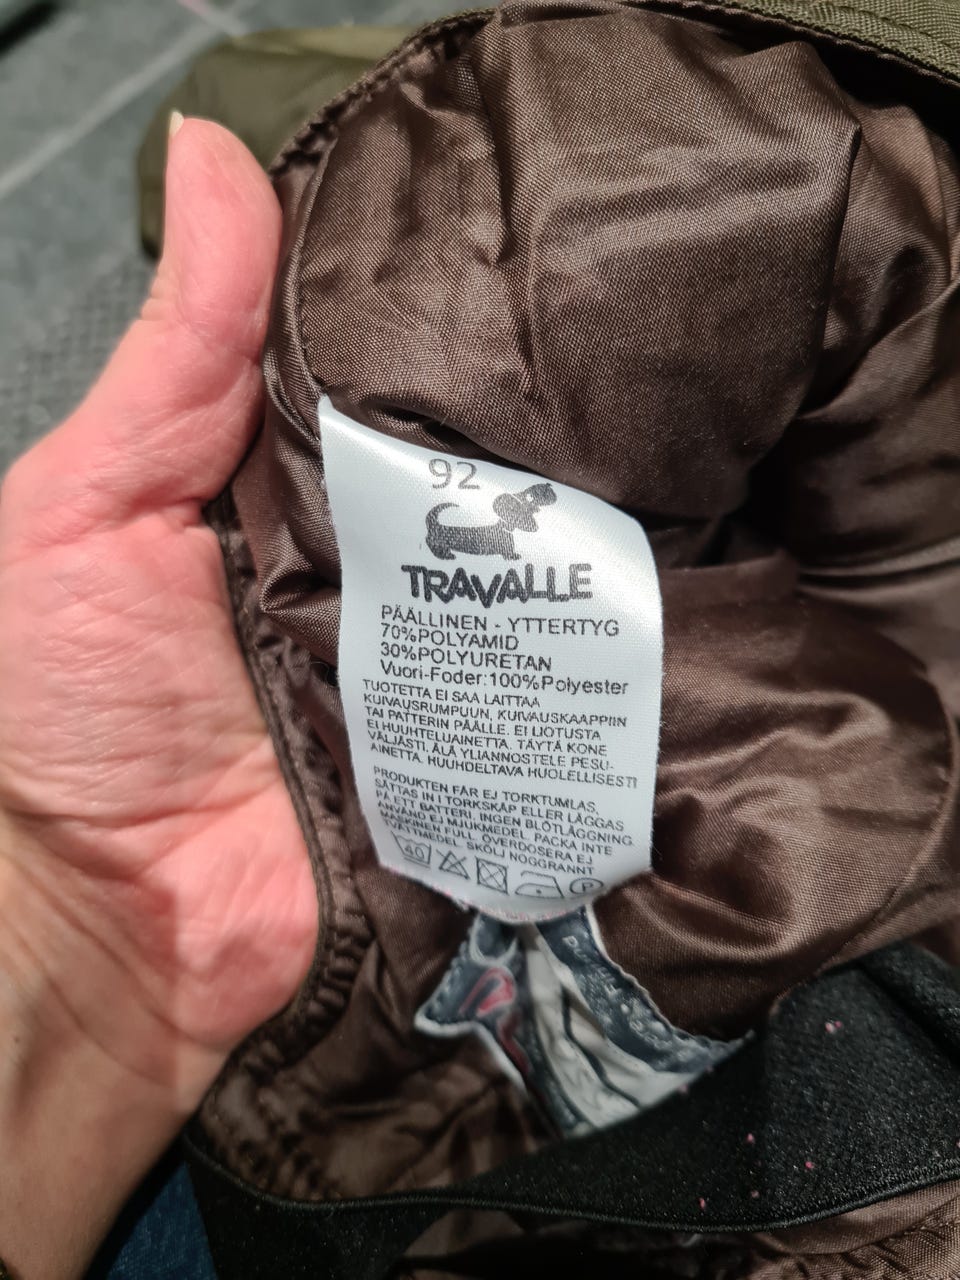 92
TRAVALLE
PÄÄLLINEN - YTTERTYG
70%POLYAMID
30%POLYURETAN
Vuori-Foder:100%Polyester
TUOTETTA EI SAA LAITTAA
KUIVAUSRUMPUUN, KUIVAUSKAAPPIIN
TAI PATTERIN PÄÄLLE. EI LIOTUSTA
EI HUUHTELUAINETTA. TÄYTÄ KONE
VÄLJÄSTI. ÄLÄ YLIANNOSTELE PESU-
AINETTA. HUUHDELTAVA HUOLELLISESTI
PRODUKTEN FÅR EJ TORKTUMLAS,
SÄTTAS IN I TORKSKÅP ELLER LÄGGAS
PÅ ETT BATTERI. INGEN BLÖTLÄGGNING.
ANVÄND EJ MJUKMEDEL. PACKA INTE
MASKINEN FULL. ÖVERDOSERA EJ
TVÄTTMEDEL. SKÖLJ NOGGRANNT
40 P